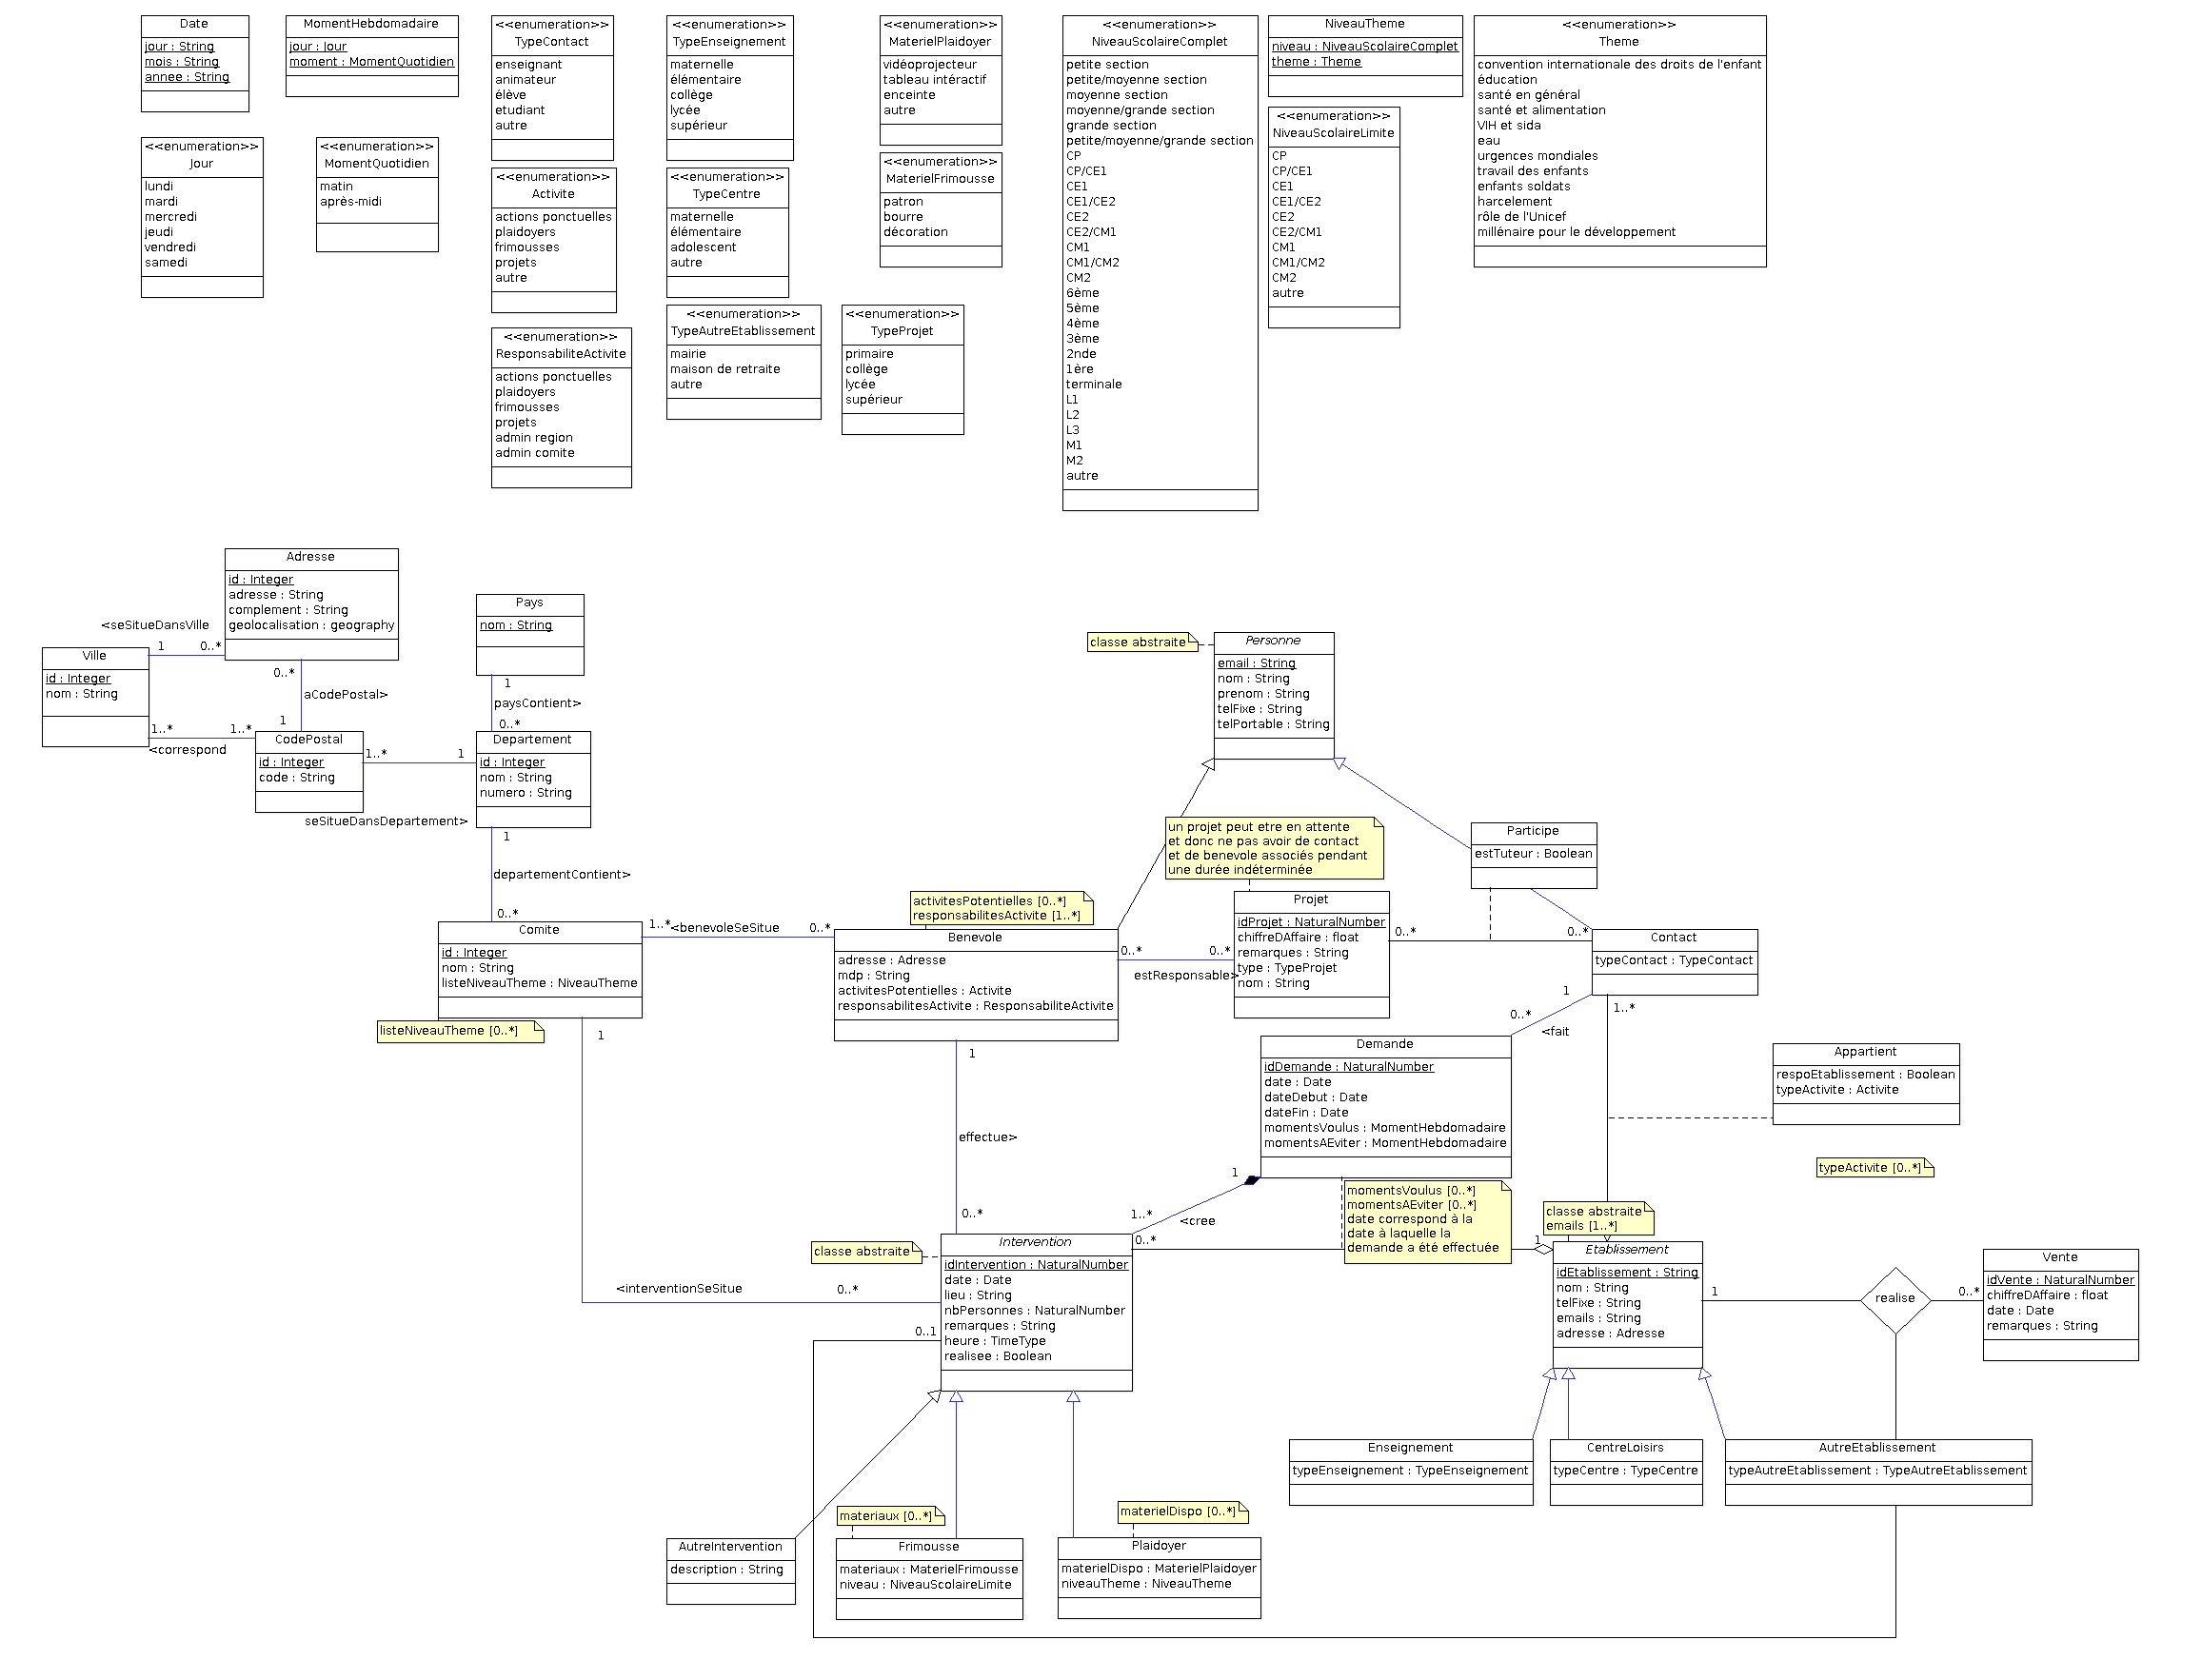 Date
jour : String
mois : String
annee : String
MomentHebdomadaire
jour : Jour
moment : MomentQuotidien
<<enumeration>>
Jour
lundi
mardi
mercredi
jeudi
vendredi
samedi
<<enumeration>>
MomentQuotidien
matin
après-midi
<<enumeration>>
TypeContact
enseignant
animateur
élève
etudiant
autre
<<enumeration>>
Activite
actions ponctuelles
plaidoyers
frimousses
projets
autre
<<enumeration>>
ResponsabiliteActivite
actions ponctuelles
plaidoyers
frimousses
projets
admin region
admin comite
<<enumeration>>
TypeEnseignement
maternelle
élémentaire
collège
lycée
supérieur
<<enumeration>>
TypeCentre
maternelle
élémentaire
adolescent
autre
<<enumeration>>
TypeAutreEtablissement
mairie
maison de retraite
autre
<<enumeration>>
MaterielPlaidoyer
vidéoprojecteur
tableau intéractif
enceinte
autre
<<enumeration>>
MaterielFrimousse
patron
bourre
décoration
<<enumeration>>
TypeProjet
primaire
collège
lycée
supérieur
<<enumeration>>
NiveauScolaireComplet
petite section
petite/moyenne section
moyenne section
moyenne/grande section
grande section
petite/moyenne/grande section
CP
CP/CE1
CE1
CE1/CE2
CE2
CE2/CM1
CM1
CM1/CM2
CM2
6ème
5ème
4ème
3ème
2nde
1ère
terminale
L1
L2
L3
M1
M2
autre
NiveauTheme
niveau : NiveauScolaireComplet
theme : Theme
<<enumeration>>
NiveauScolaireLimite
CP
CP/CE1
CE1
CE1/CE2
CE2
CE2/CM1
CM1
CM1/CM2
CM2
autre
<<enumeration>>
Theme
convention internationale des droits de l'enfant
éducation
santé en général
santé et alimentation
VIH et sida
eau
urgences mondiales
travail des enfants
enfants soldats
harcelement
rôle de l'Unicef
millénaire pour le développement
Adresse
id : Integer
adresse : String
complement : String
geolocalisation : geography
<seSitueDansVille
1
0..*
Ville
id : Integer
nom : String
0..*
aCodePostal>
1
1..*
1..*
<correspond
CodePostal
id : Integer
code : String
1..*
1
seSitueDansDepartement>
Pays
nom : String
1
paysContient>
0..*
Departement
id : Integer
nom : String
numero : String
1
departementContient>
0..*
Comite
id : Integer
nom : String
listeNiveauTheme : NiveauTheme
listeNiveauTheme [0..*]
1
1..*
<benevoleSeSitue
0..*
activitesPotentielles [0..*]
responsabilitesActivite [1..*]
Benevole
adresse : Adresse
mdp : String
activitesPotentielles : Activite
responsabilitesActivite : ResponsabiliteActivite
classe abstraite
Personne
email : String
nom : String
prenom : String
telFixe : String
telPortable : String
un projet peut etre en attente
et donc ne pas avoir de contact
et de benevole associés pendant
une durée indéterminée
Participe
estTuteur : Boolean
0..*
0..*
estResponsable>
Projet
idProjet : NaturalNumber
chiffreDAffaire : float
remarques : String
type : TypeProjet
nom : String
0..*
0..*
Contact
typeContact : TypeContact
1
0..*
<fait
1..*
Demande
idDemande : NaturalNumber
date : Date
dateDebut : Date
dateFin : Date
momentsVoulus : MomentHebdomadaire
momentsAEviter : MomentHebdomadaire
Appartient
respoEtablissement : Boolean
typeActivite : Activite
typeActivite [0..*]
1
effectue>
0..*
1
1..*
<cree
momentsVoulus [0..*]
momentsAEviter [0..*]
date correspond à la
date à laquelle la
demande a été effectuée
classe abstraite
emails [1..*]
classe abstraite
Intervention
idIntervention : NaturalNumber
date : Date
lieu : String
nbPersonnes : NaturalNumber
remarques : String
heure : TimeType
realisee : Boolean
<interventionSeSitue
0..*
0..1
0..*
1
Etablissement
idEtablissement : String
nom : String
telFixe : String
emails : String
adresse : Adresse
1
realise
0..*
Vente
idVente : NaturalNumber
chiffreDAffaire : float
date : Date
remarques : String
Enseignement
typeEnseignement : TypeEnseignement
CentreLoisirs
typeCentre : TypeCentre
AutreEtablissement
typeAutreEtablissement : TypeAutreEtablissement
materiaux [0..*]
materielDispo [0..*]
AutreIntervention
description : String
Frimousse
materiaux : MaterielFrimousse
niveau : NiveauScolaireLimite
Plaidoyer
materielDispo : MaterielPlaidoyer
niveauTheme : NiveauTheme